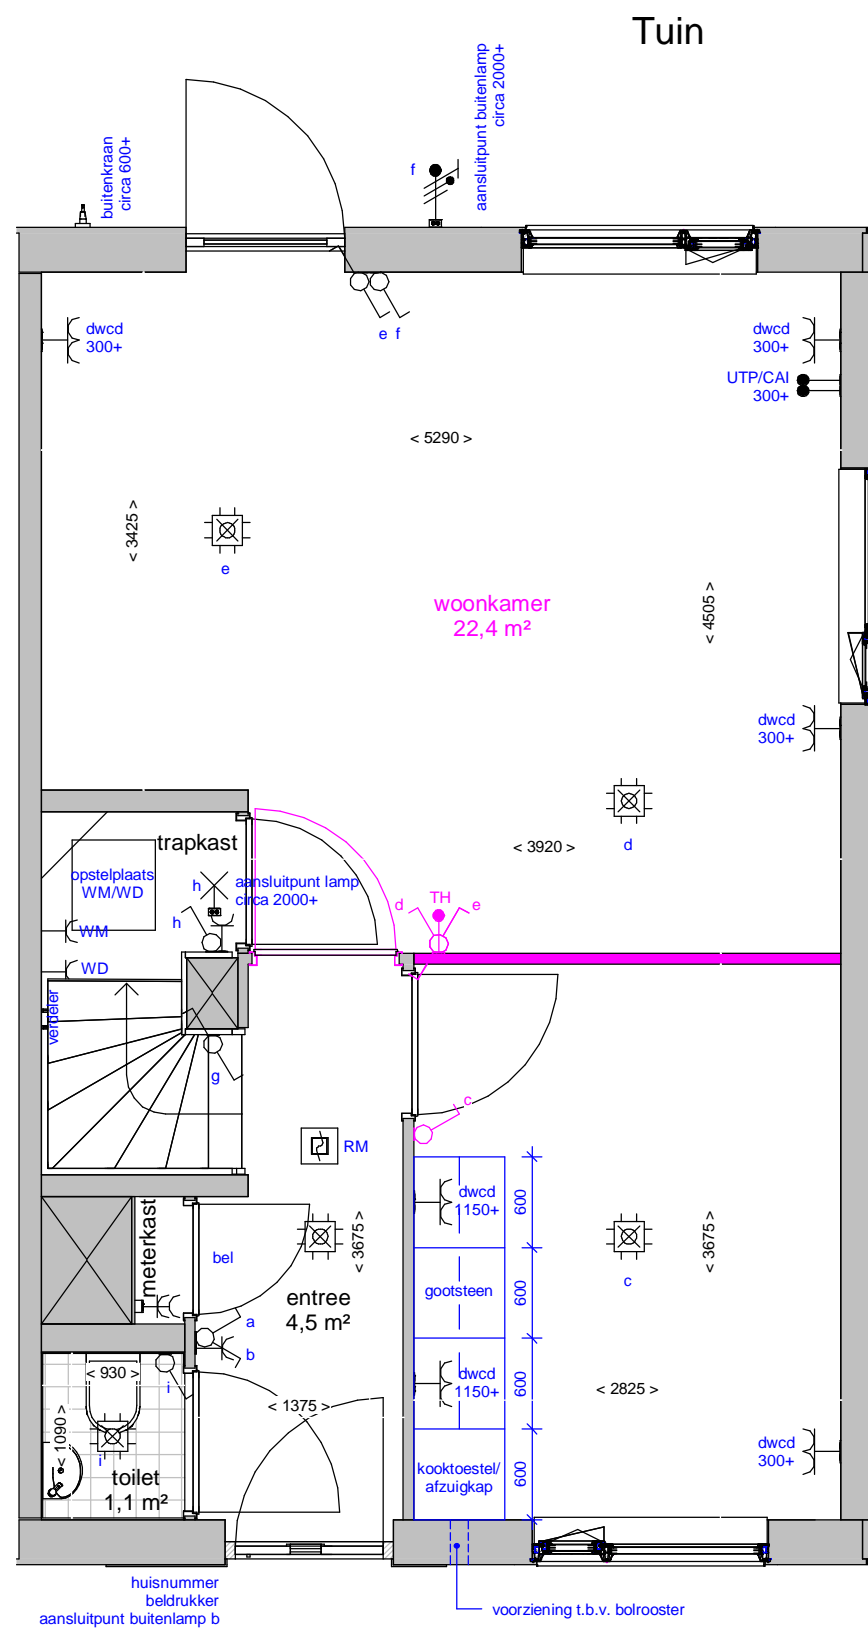 Tuin
buitenkraan
circa 600+
aansluitpunt buitenlamp
circa 2000+
f
e f
dwcd
300+
dwcd
300+
UTP/CAI
300+
< 5290 >
< 3425 >
e
woonkamer
22,4 m²
< 4505 >
dwcd
300+
trapkast
d
< 3920 >
opstelplaats
WM/WD
h
aansluitpunt lamp
circa 2000+
h
d
TH
e
WM
WD
verdeler
g
c
RM
dwcd
1150+
600
meterkast
bel
< 3675 >
< 3675 >
gootsteen
600
c
entree
4,5 m²
a
b
dwcd
1150+
600
< 930 >
i
< 1375 >
< 2825 >
< 1090 >
i
toilet
1,1 m²
kooktoestel/
afzuigkap
600
dwcd
300+
huisnummer
beldrukker
aansluitpunt buitenlamp b
voorziening t.b.v. bolrooster